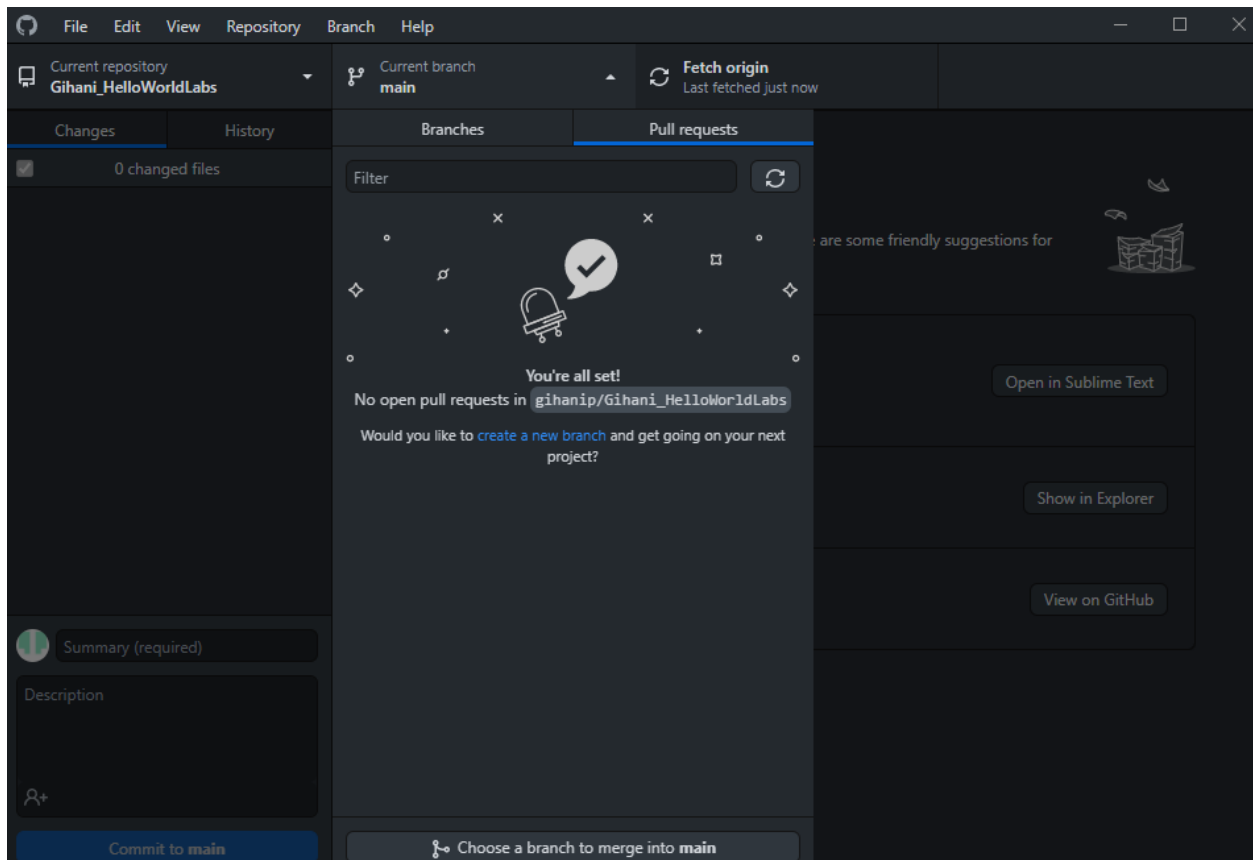 File Edit View Repository Branch Help
Current repository
Gihani_HelloWorldLabs
Current branch
main
Fetch origin
Last fetched just now
Changes History
Branches Pull requests
0 changed files
Filter
are some friendly suggestions for
You're all set!
No open pull requests in gihanip/Gihani_HelloWorldLabs
Would you like to create a new branch and get going on your next
project?
Open in Sublime Text
Show in Explorer
View on GitHub
Summary (required)
Description
Commit to main
Choose a branch to merge into main